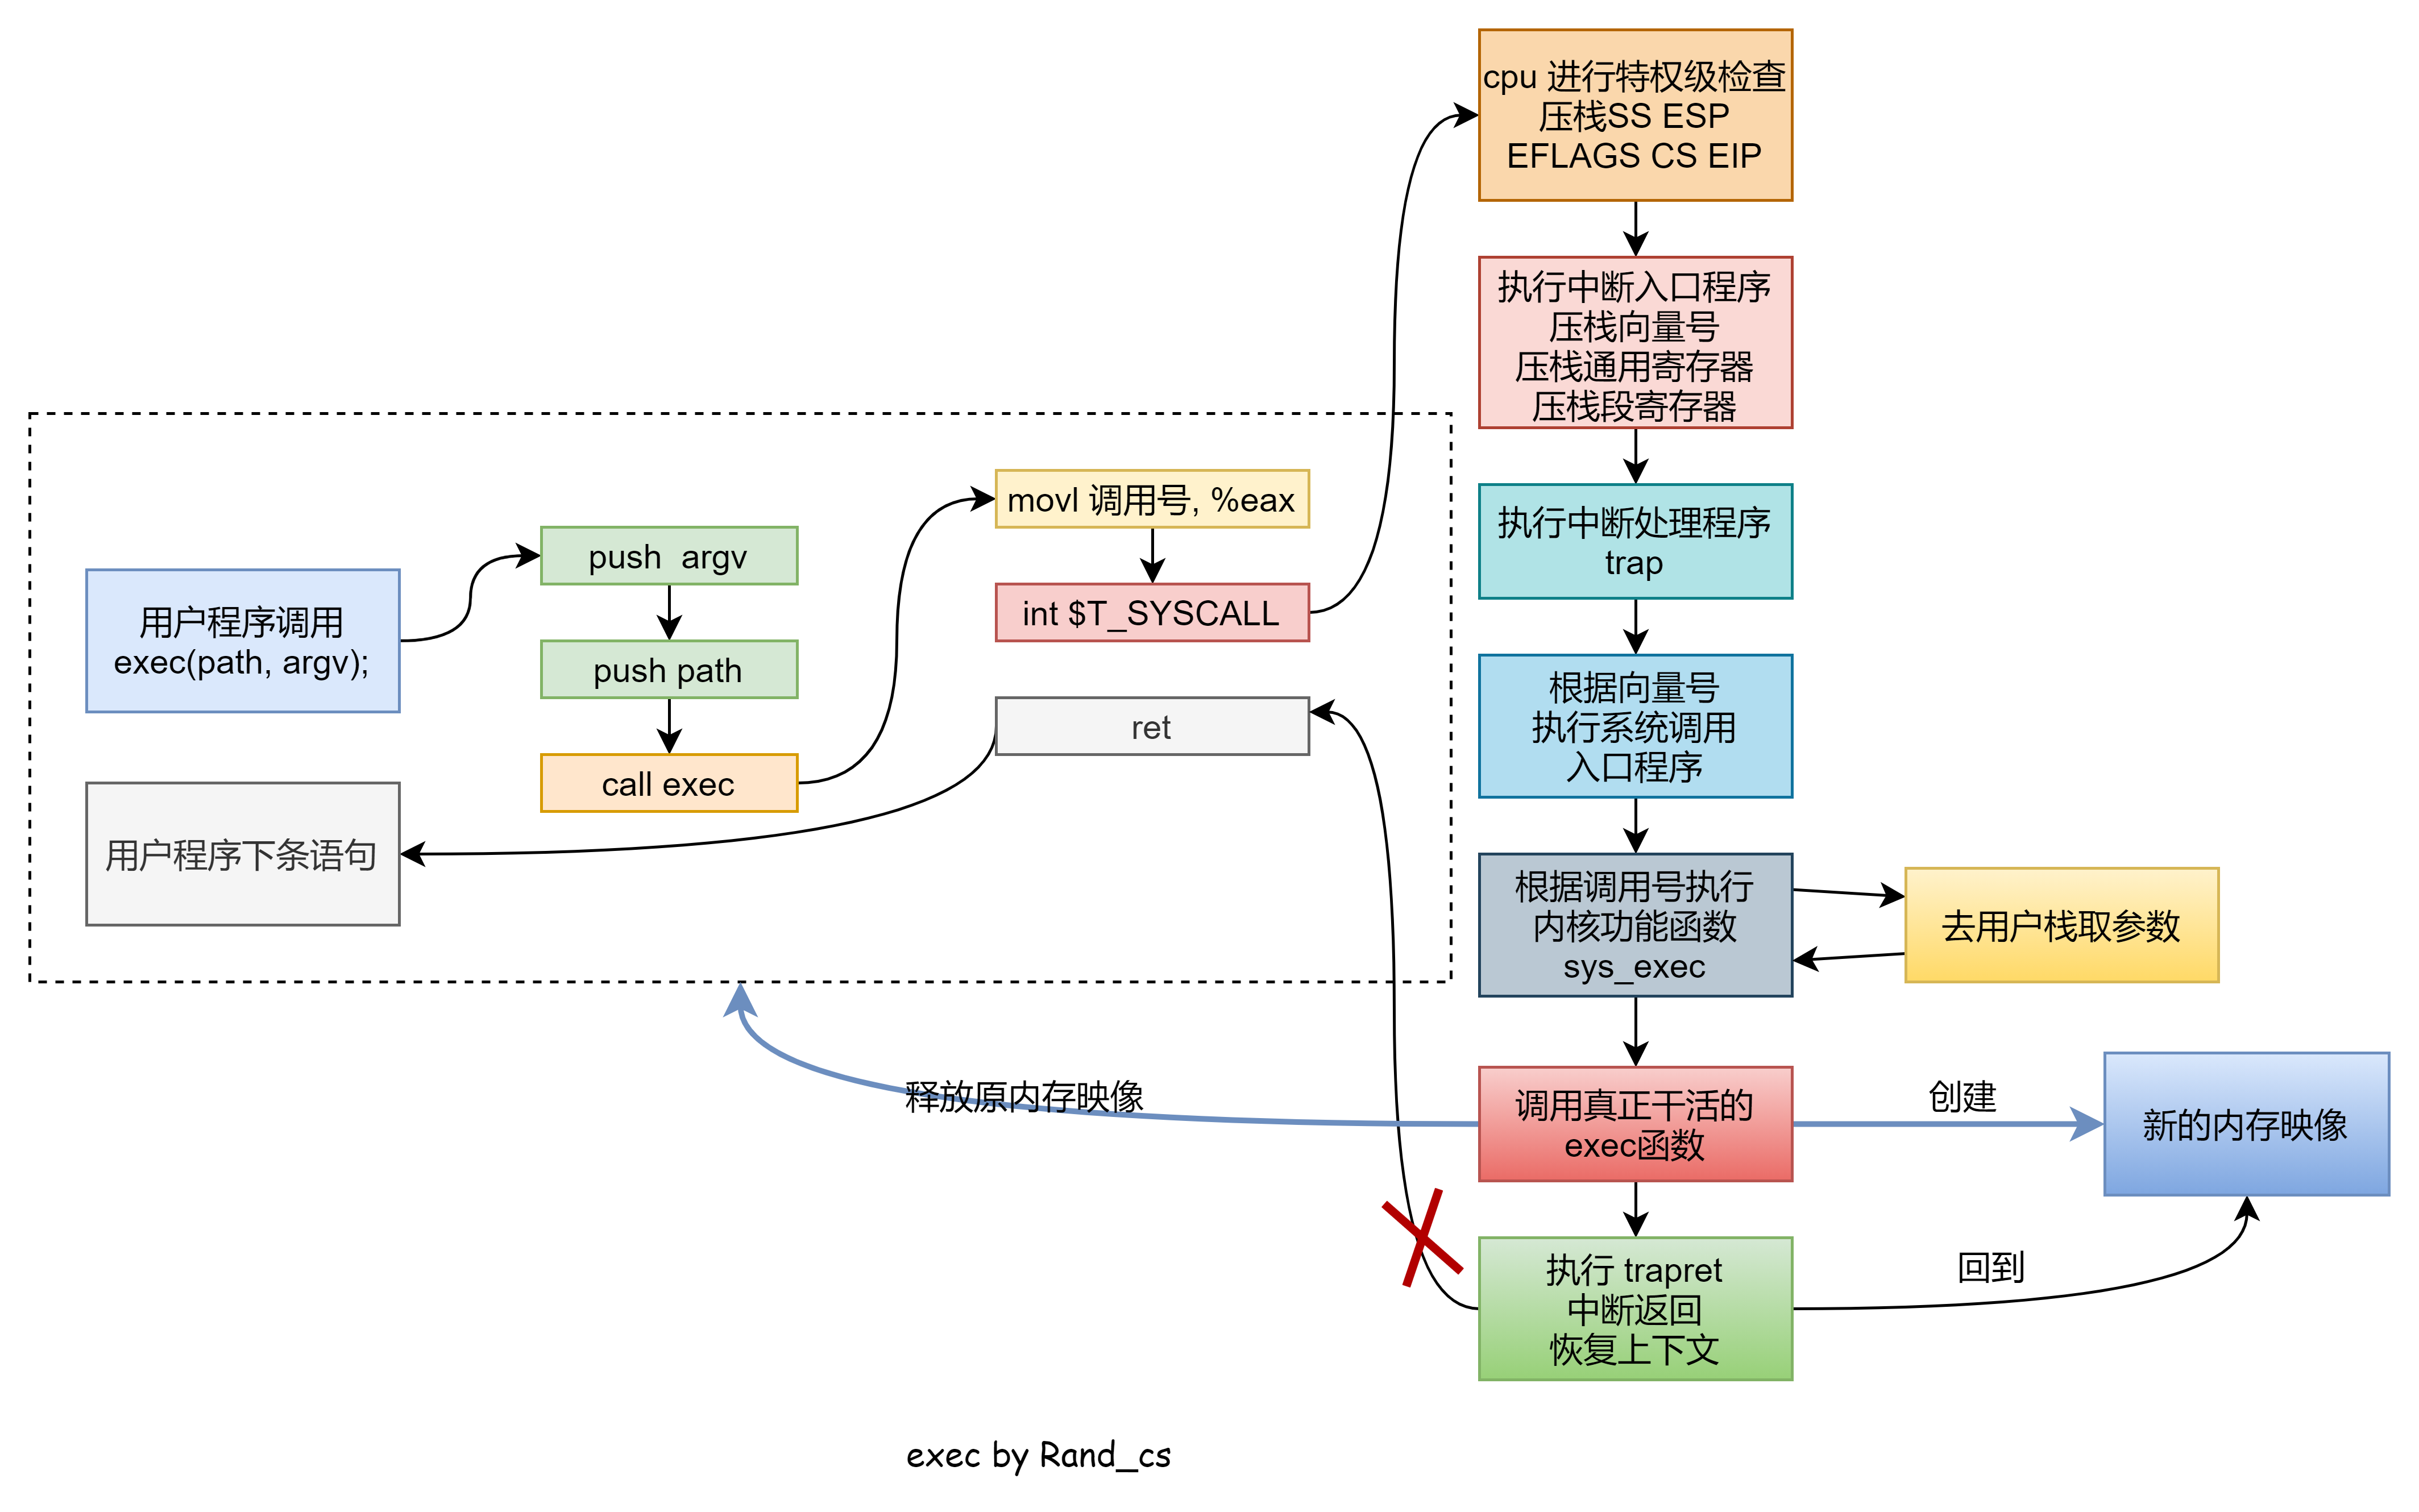 cpu 进行特权级检查
压栈SS ESP
EFLAGS CS EIP
执行中断入口程序
压栈向量号
压栈通用寄存器
压栈段寄存器
movl 调用号, %eax
执行中断处理程序
trap
push  argv
用户程序调用
exec(path, argv);
int $T_SYSCALL
push path
根据向量号
执行系统调用
入口程序
ret
call exec
用户程序下条语句
根据调用号执行
内核功能函数
sys_exec
去用户栈取参数
释放原内存映像
调用真正干活的
exec函数
创建
新的内存映像
执行 trapret
中断返回
恢复上下文
回到
exec by Rand_cs